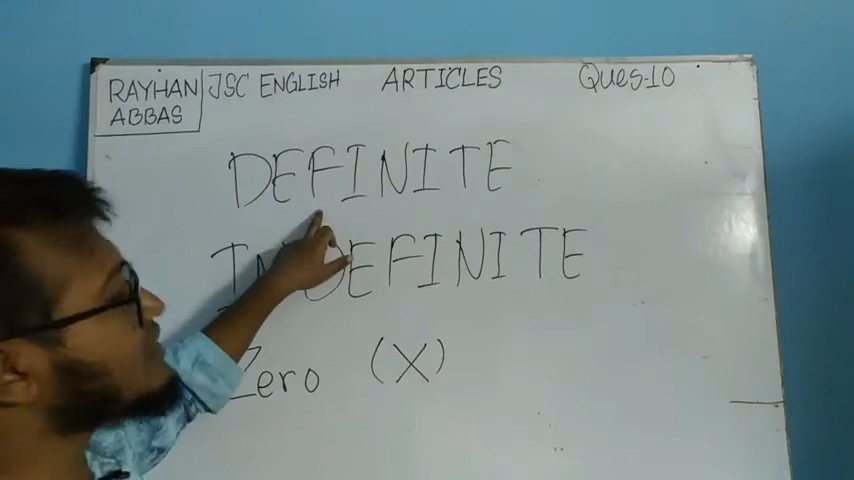 RAYHAN ABBAS
JSC ENGLISH ARTICLES Ques-10
DEFINITE
INDEFINITE
Zero (X)